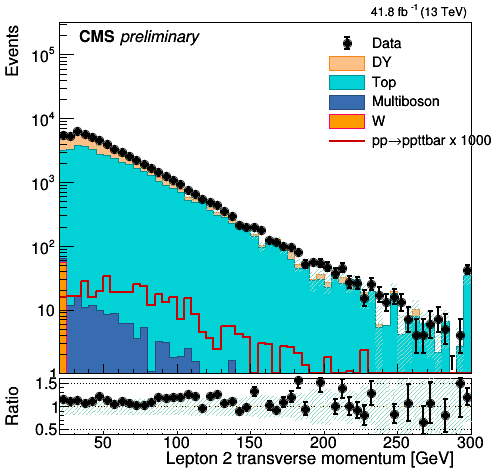 41.8 fb⁻¹ (13 TeV)
CMS preliminary
Events
10⁵
10⁴
10³
10²
10
1
Data
DY
Top
Multiboson
W
pp→ppttbar x 1000
Ratio
1.5
1
0.5
50 100 150 200 250 300
Lepton 2 transverse momentum [GeV]